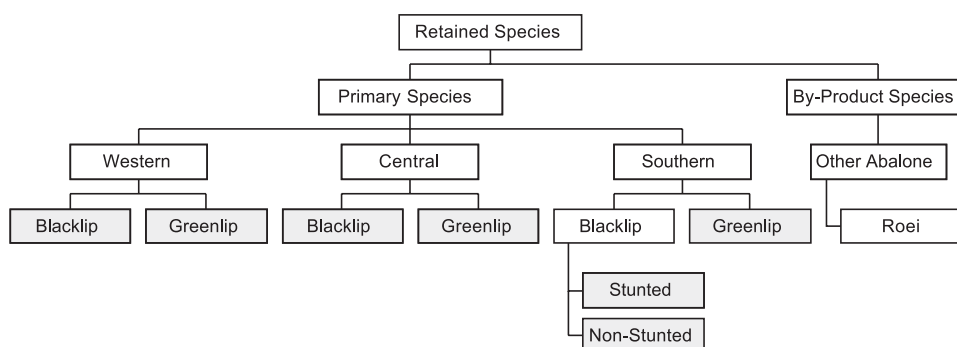 Retained Species
Primary Species
By-Product Species
Western
Central
Southern
Other Abalone
Blacklip
Greenlip
Blacklip
Greenlip
Blacklip
Greenlip
Roei
Stunted
Non-Stunted